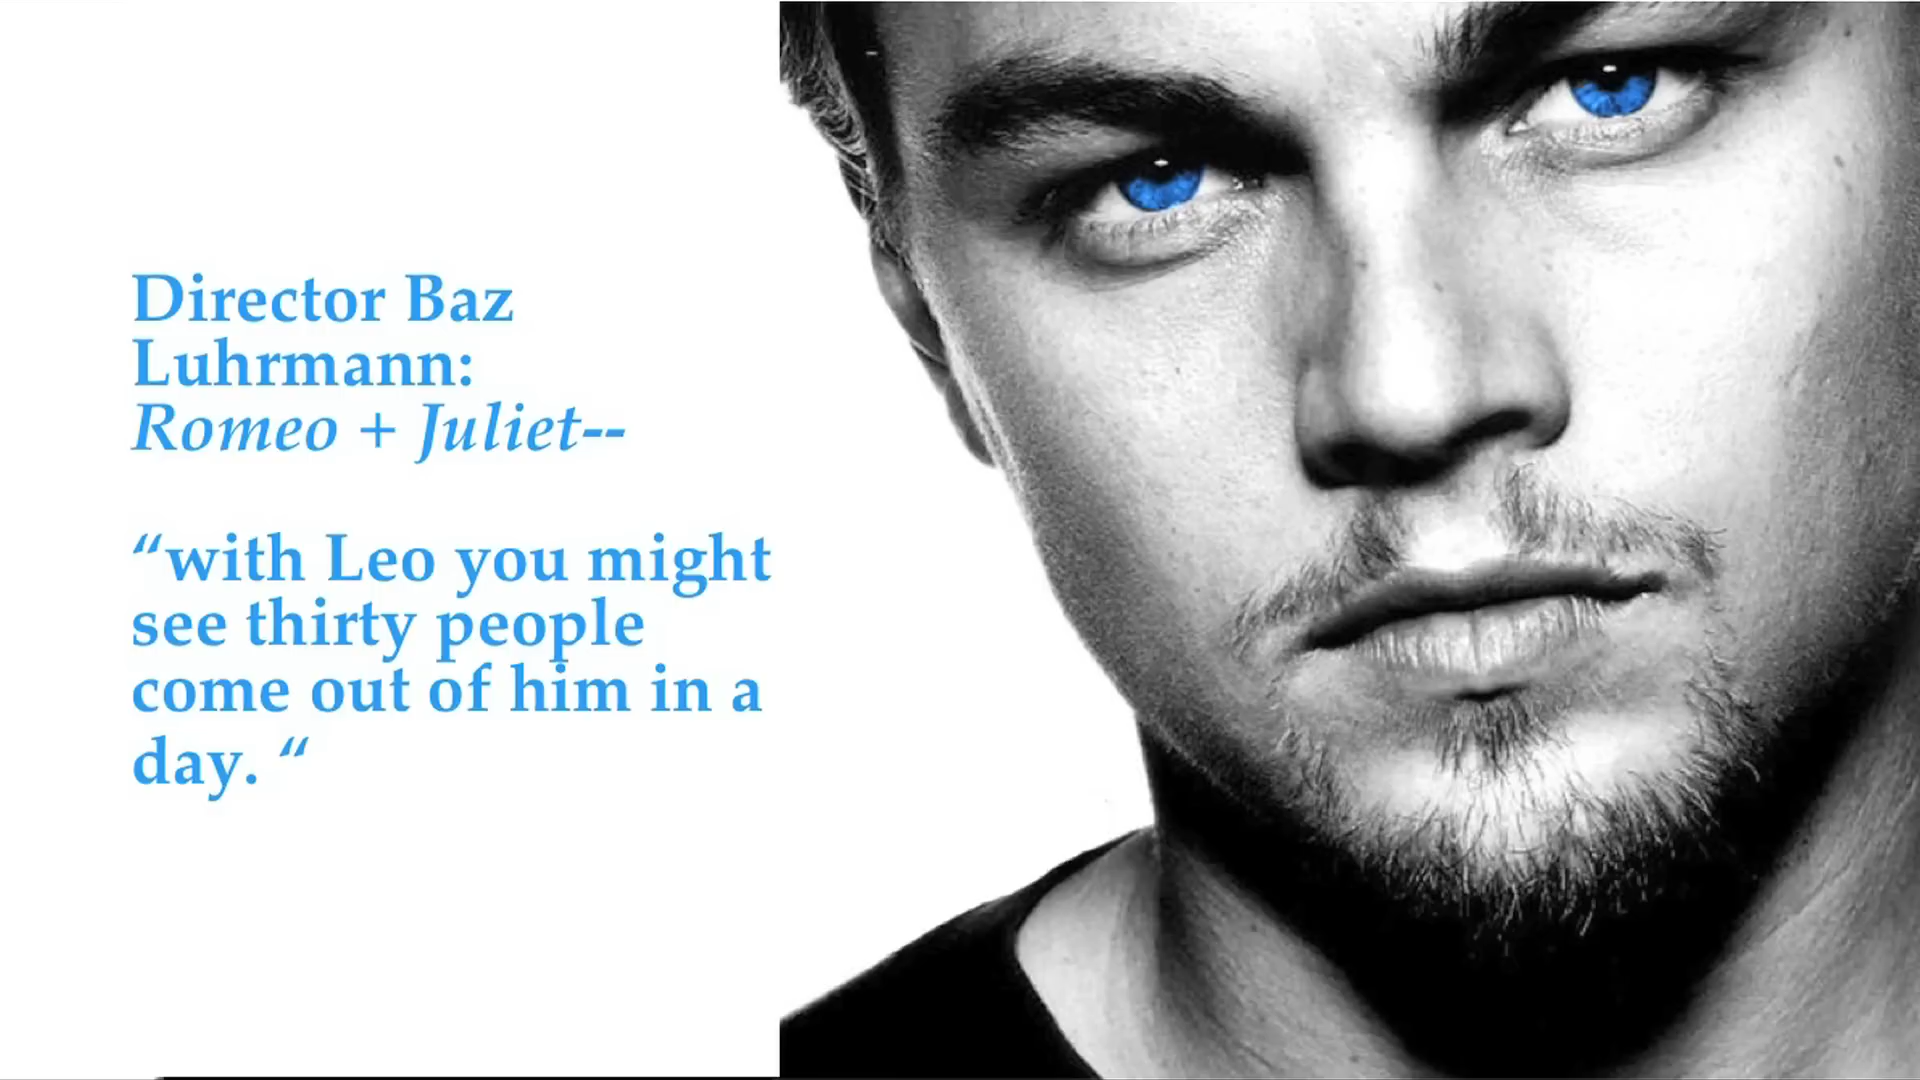 Director Baz
Luhrmann:
Romeo + Juliet--
“with Leo you might
see thirty people
come out of him in a
day. “